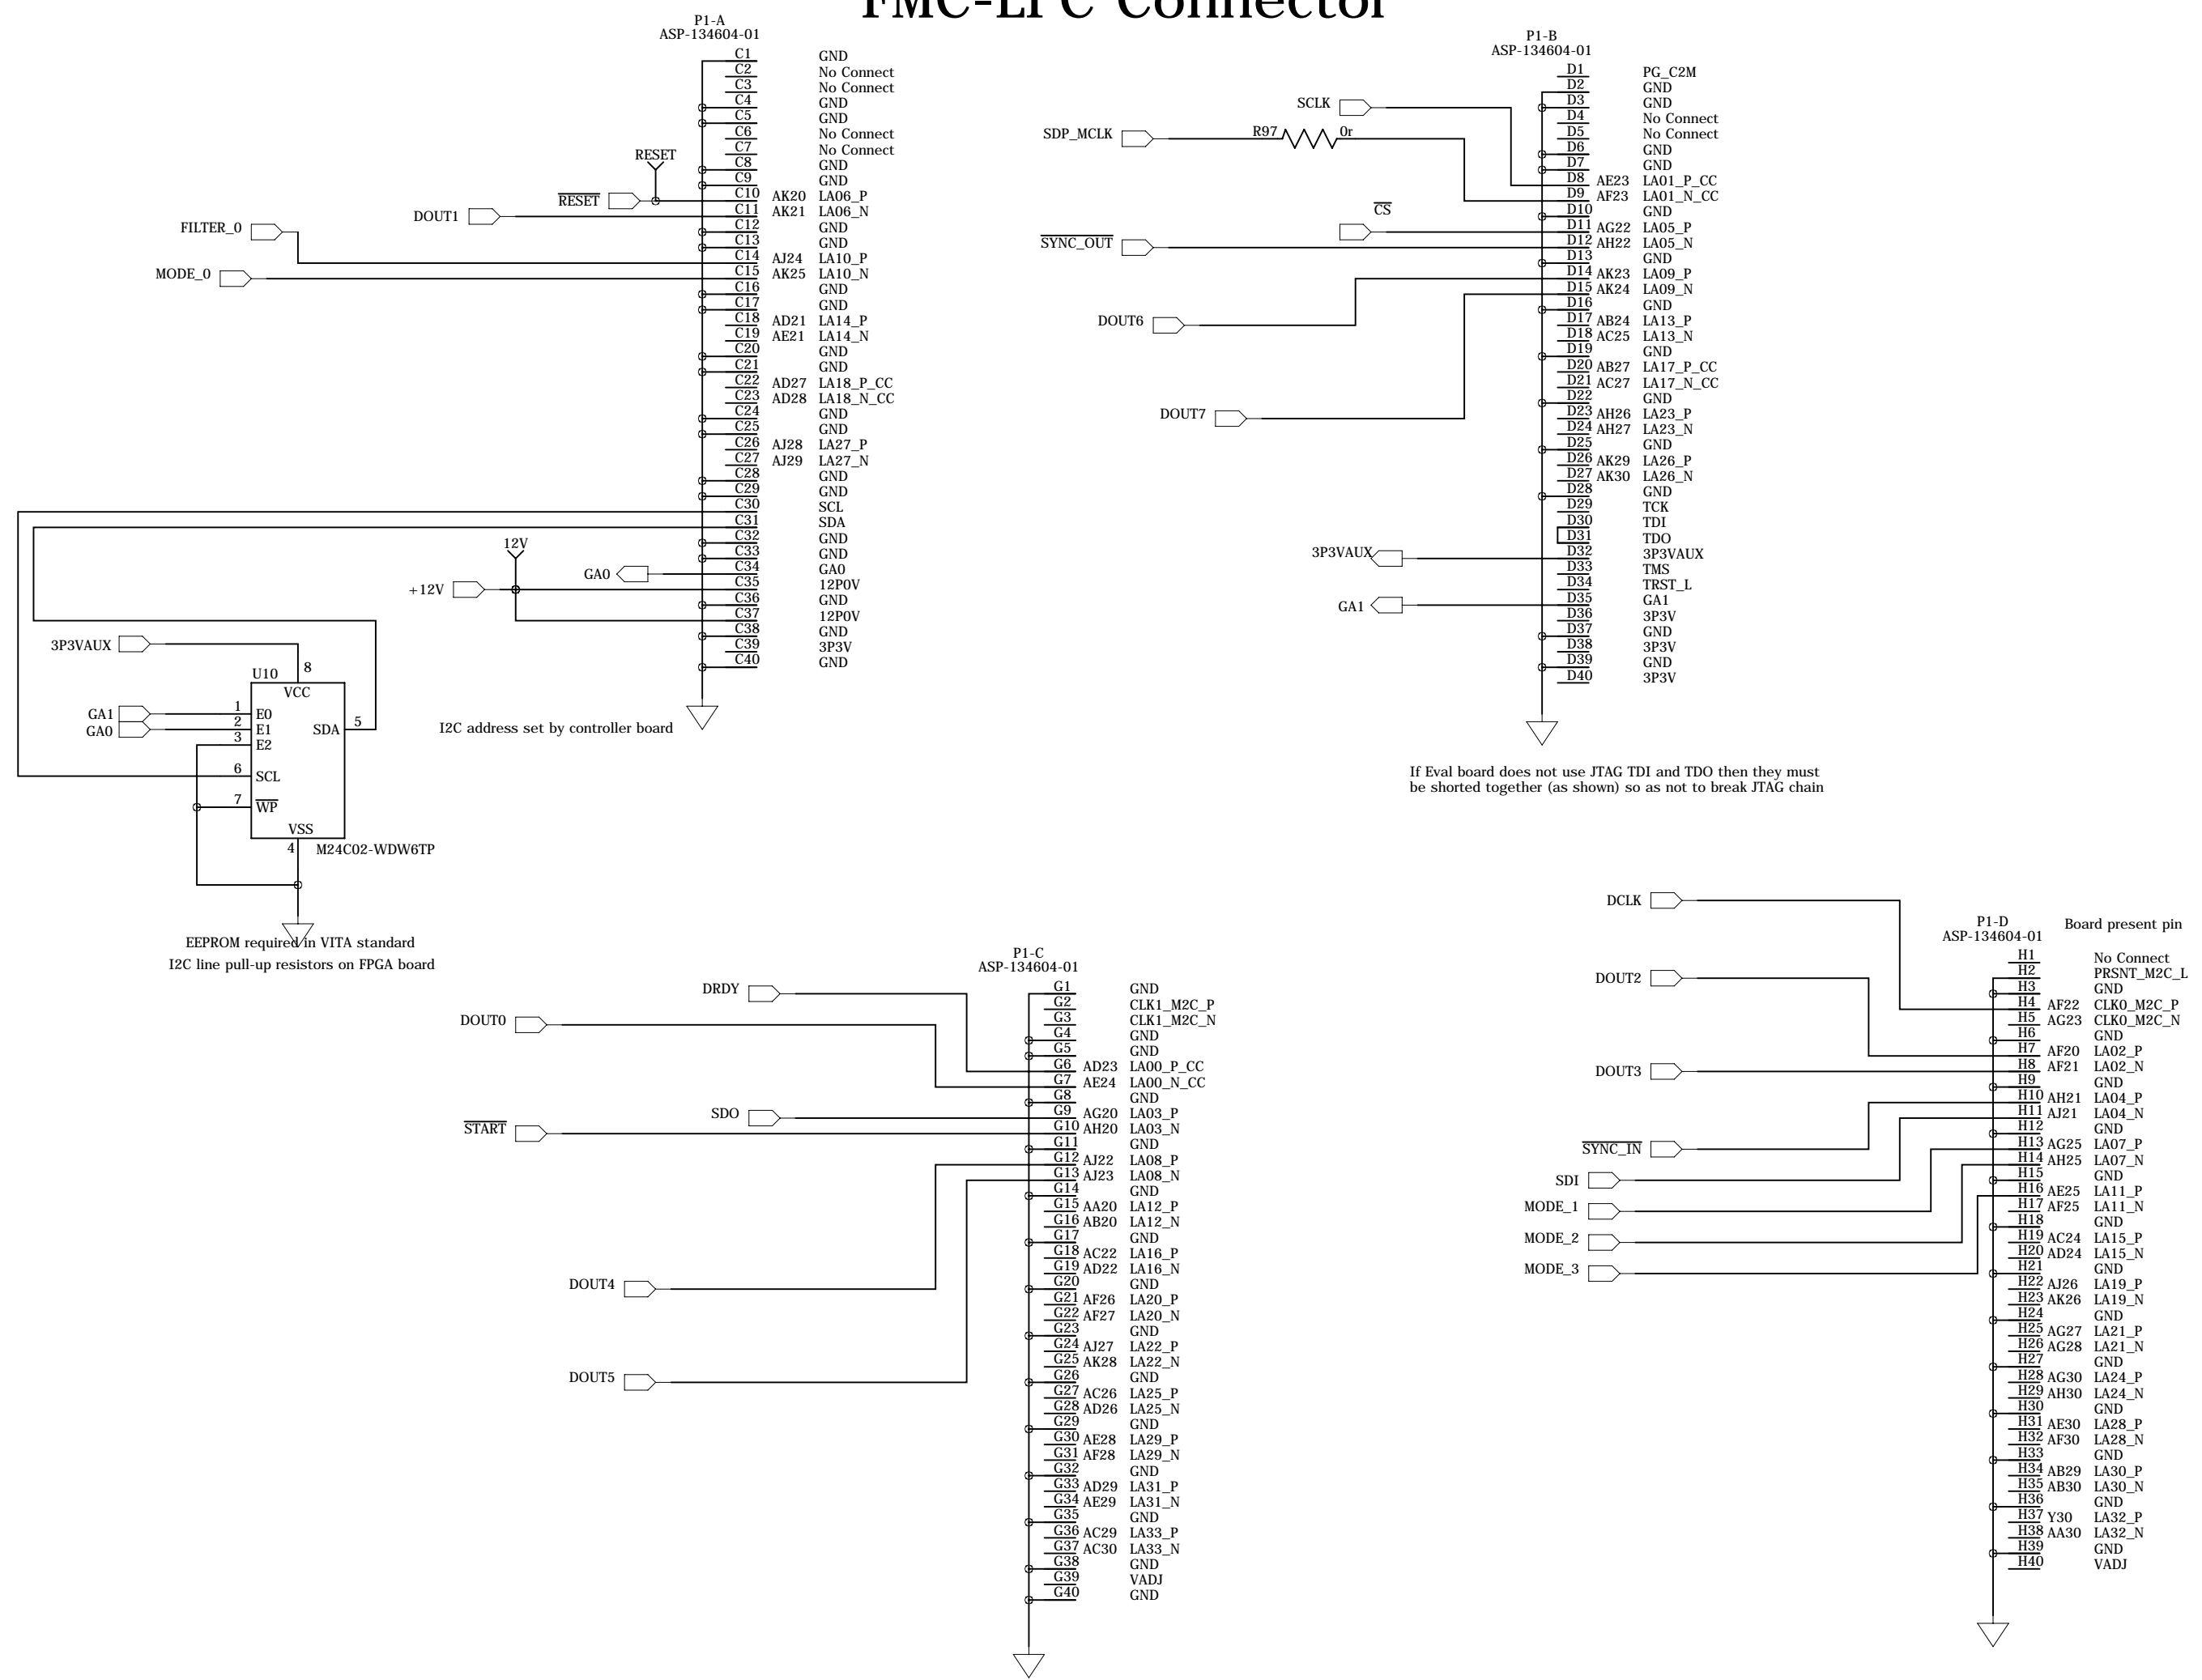 FMC-LPC Connector
P1-A
ASP-134604-01
C1 GND
C2 No Connect
C3 No Connect
C4 GND
C5 GND
C6 No Connect
C7 No Connect
C8 GND
C9 GND
C10 AK20 LA06_P
C11 AK21 LA06_N
C12 GND
C13 GND
C14 AJ24 LA10_P
C15 AK25 LA10_N
C16 GND
C17 GND
C18 AD21 LA14_P
C19 AE21 LA14_N
C20 GND
C21 GND
C22 AD27 LA18_P_CC
C23 AD28 LA18_N_CC
C24 GND
C25 GND
C26 AJ28 LA27_P
C27 AJ29 LA27_N
C28 GND
C29 GND
C30 SCL
C31 SDA
C32 GND
C33 GND
C34 GA0
C35 12P0V
C36 GND
C37 12P0V
C38 GND
C39 3P3V
C40 GND
RESET
RESET
DOUT1
FILTER_0
MODE_0
12V
GA0
+12V
3P3VAUX
8
U10
VCC
GA1 1 E0
GA0 2 E1
3 E2
SDA 5
6 SCL
7 WP
VSS
4
M24C02-WDW6TP
I2C address set by controller board
EEPROM required in VITA standard
I2C line pull-up resistors on FPGA board
P1-B
ASP-134604-01
D1 PG_C2M
D2 GND
D3 GND
D4 No Connect
D5 No Connect
D6 GND
D7 GND
D8 AE23 LA01_P_CC
D9 AF23 LA01_N_CC
D10 GND
D11 AG22 LA05_P
D12 AH22 LA05_N
D13 GND
D14 AK23 LA09_P
D15 AK24 LA09_N
D16 GND
D17 AB24 LA13_P
D18 AC25 LA13_N
D19 GND
D20 AB27 LA17_P_CC
D21 AC27 LA17_N_CC
D22 GND
D23 AH26 LA23_P
D24 AH27 LA23_N
D25 GND
D26 AK29 LA26_P
D27 AK30 LA26_N
D28 GND
D29 TCK
D30 TDI
D31 TDO
D32 3P3VAUX
D33 TMS
D34 TRST_L
D35 GA1
D36 3P3V
D37 GND
D38 3P3V
D39 GND
D40 3P3V
SCLK
SDP_MCLK R97 0r
CS
SYNC_OUT
DOUT6
DOUT7
3P3VAUX
GA1
If Eval board does not use JTAG TDI and TDO then they must
be shorted together (as shown) so as not to break JTAG chain
P1-C
ASP-134604-01
G1 GND
G2 CLK1_M2C_P
G3 CLK1_M2C_N
G4 GND
G5 GND
G6 AD23 LA00_P_CC
G7 AE24 LA00_N_CC
G8 GND
G9 AG20 LA03_P
G10 AH20 LA03_N
G11 GND
G12 AJ22 LA08_P
G13 AJ23 LA08_N
G14 GND
G15 AA20 LA12_P
G16 AB20 LA12_N
G17 GND
G18 AC22 LA16_P
G19 AD22 LA16_N
G20 GND
G21 AF26 LA20_P
G22 AF27 LA20_N
G23 GND
G24 AJ27 LA22_P
G25 AK28 LA22_N
G26 GND
G27 AC26 LA25_P
G28 AD26 LA25_N
G29 GND
G30 AE28 LA29_P
G31 AF28 LA29_N
G32 GND
G33 AD29 LA31_P
G34 AE29 LA31_N
G35 GND
G36 AC29 LA33_P
G37 AC30 LA33_N
G38 GND
G39 VADJ
G40 GND
DRDY
DOUT0
SDO
START
DOUT4
DOUT5
P1-D
ASP-134604-01
Board present pin
H1 No Connect
H2 PRSNT_M2C_L
H3 GND
H4 AF22 CLK0_M2C_P
H5 AG23 CLK0_M2C_N
H6 GND
H7 AF20 LA02_P
H8 AF21 LA02_N
H9 GND
H10 AH21 LA04_P
H11 AJ21 LA04_N
H12 GND
H13 AG25 LA07_P
H14 AH25 LA07_N
H15 GND
H16 AE25 LA11_P
H17 AF25 LA11_N
H18 GND
H19 AC24 LA15_P
H20 AD24 LA15_N
H21 GND
H22 AJ26 LA19_P
H23 AK26 LA19_N
H24 GND
H25 AG27 LA21_P
H26 AG28 LA21_N
H27 GND
H28 AG30 LA24_P
H29 AH30 LA24_N
H30 GND
H31 AE30 LA28_P
H32 AF30 LA28_N
H33 GND
H34 AB29 LA30_P
H35 AB30 LA30_N
H36 GND
H37 Y30 LA32_P
H38 AA30 LA32_N
H39 GND
H40 VADJ
DCLK
DOUT2
DOUT3
SYNC_IN
SDI
MODE_1
MODE_2
MODE_3